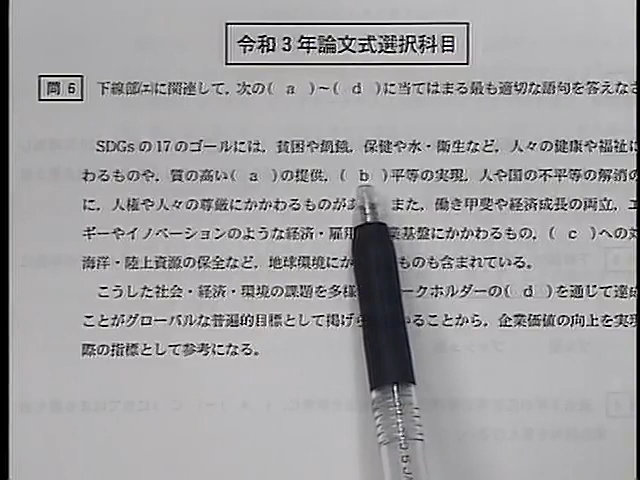 令和３年論文式選択科目
問 6 下線部㈓に関連して，次の( a )～( d )に当てはまる最も適切な語句を答えなさ
SDGs の 17 のゴールには，貧困や飢餓，保健や水・衛生など，人々の健康や福祉に
わるものや，質の高い( a )の提供，( b )平等の実現，人や国の不平等の解消の
に，人権や人々の尊厳にかかわるものがあ また，働き甲斐や経済成長の両立，エ
ギーやイノベーションのような経済・雇用 業基盤にかかわるもの，( c )への対
海洋・陸上資源の保全など，地球環境にか ものも含まれている。
こうした社会・経済・環境の課題を多様 ークホルダーの( d )を通じて達成
ことがグローバルな普遍的目標として掲げら いることから，企業価値の向上を実現
際の指標として参考になる。